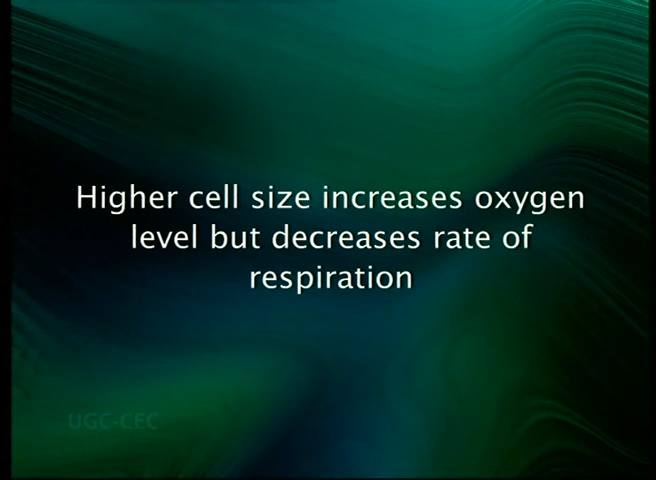 Higher cell size increases oxygen
level but decreases rate of
respiration
UGC-CEC